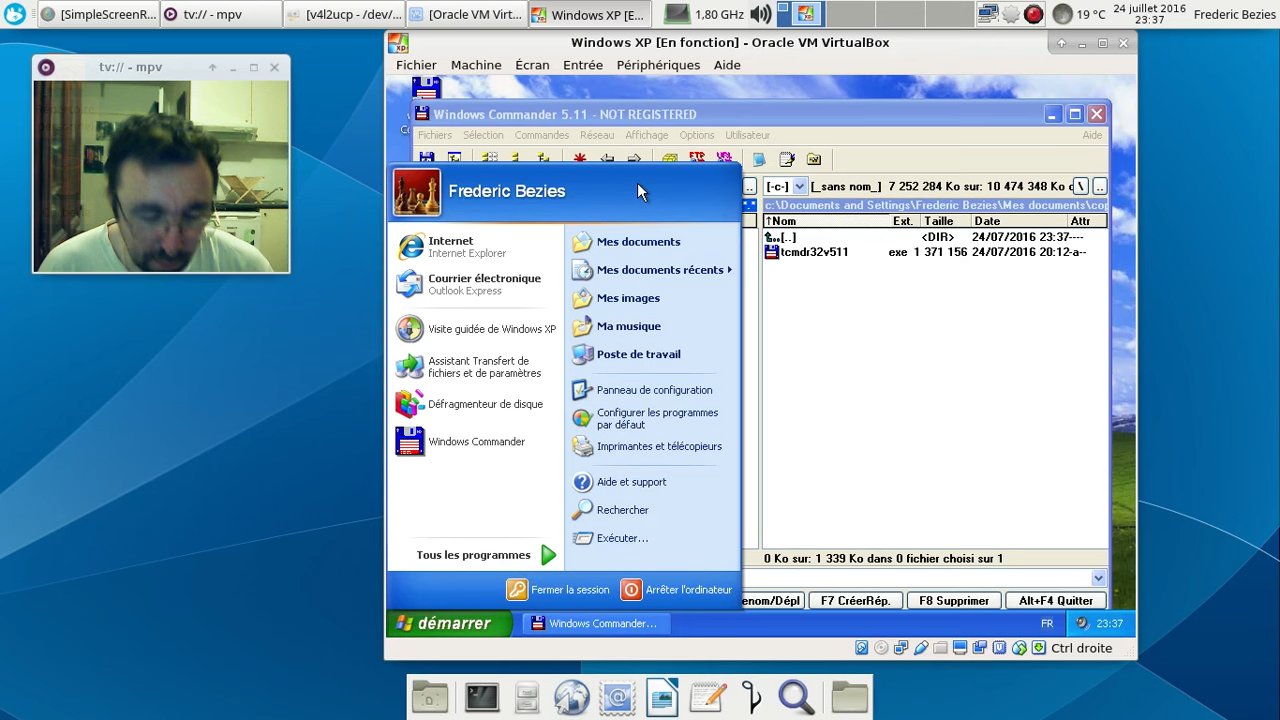 [SimpleScreenR...
tv:// - mpv
[v4l2ucp - /dev/...
[Oracle VM Virt...
Windows XP [E...
1,80 GHz
19 °C
24 juillet 2016
23:37
Frederic Bezies
tv:// - mpv
Windows XP [En fonction] - Oracle VM VirtualBox
Fichier Machine Écran Entrée Périphériques Aide
Windows Commander 5.11 - NOT REGISTERED
Fichiers Sélection Commandes Réseau Affichage Options Utilisateur Aide
Frederic Bezies
.. [-c-] [_sans nom_] 7 252 284 Ko sur: 10 474 348 Ko \ ..
c:\Documents and Settings\Frederic Bezies\Mes documents\cop
↑Nom Ext. Taille Date Attr
[..] <DIR> 24/07/2016 23:37----
tcmdr32v511 exe 1 371 156 24/07/2016 20:12-a--
Internet
Internet Explorer
Courrier électronique
Outlook Express
Visite guidée de Windows XP
Assistant Transfert de
fichiers et de paramètres
Défragmenteur de disque
Windows Commander
Tous les programmes
Mes documents
Mes documents récents
Mes images
Ma musique
Poste de travail
Panneau de configuration
Configurer les programmes
par défaut
Imprimantes et télécopieurs
Aide et support
Rechercher
Exécuter...
0 Ko sur: 1 339 Ko dans 0 fichier choisi sur 1
Fermer la session
Arrêter l'ordinateur
enom/Dépl F7 CréerRép. F8 Supprimer Alt+F4 Quitter
démarrer
Windows Commander...
FR
23:37
Ctrl droite